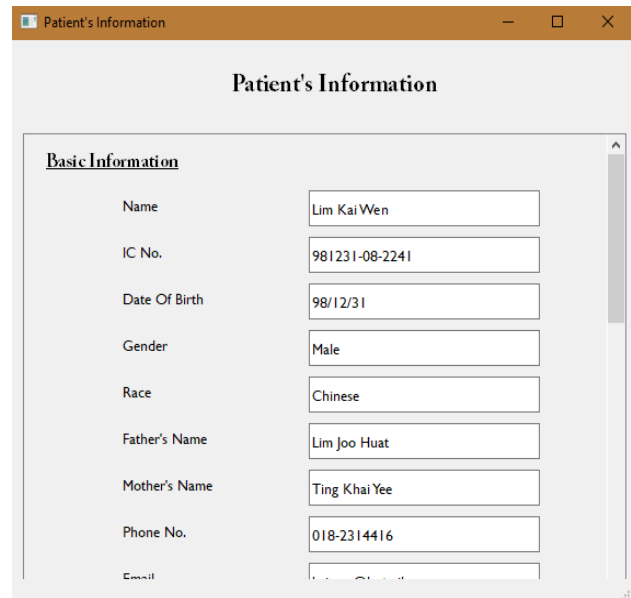 Patient's Information
Patient's Information
Basic Information
Name Lim Kai Wen
IC No. 981231-08-2241
Date Of Birth 98/12/31
Gender Male
Race Chinese
Father's Name Lim Joo Huat
Mother's Name Ting Khai Yee
Phone No. 018-2314416
Email